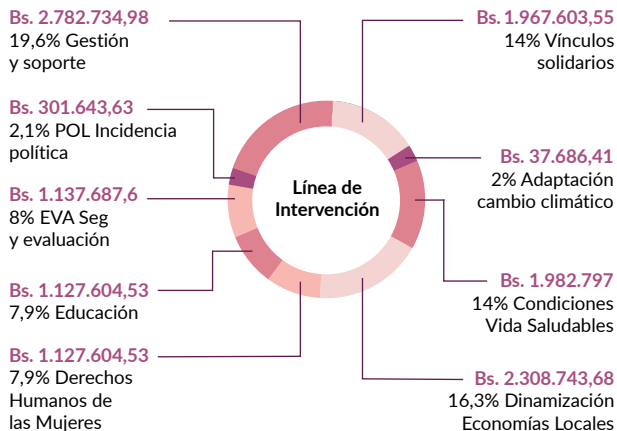 Bs. 2.782.734,98
19,6% Gestión
y soporte
Bs. 301.643,63
2,1% POL Incidencia
política
Bs. 1.137.687,6
8% EVA Seg
y evaluación
Bs. 1.127.604,53
7,9% Educación
Bs. 1.127.604,53
7,9% Derechos
Humanos de
las Mujeres
Línea de
Intervención
Bs. 1.967.603,55
14% Vínculos
solidarios
Bs. 37.686,41
2% Adaptación
cambio climático
Bs. 1.982.797
14% Condiciones
Vida Saludables
Bs. 2.308.743,68
16,3% Dinamización
Economías Locales